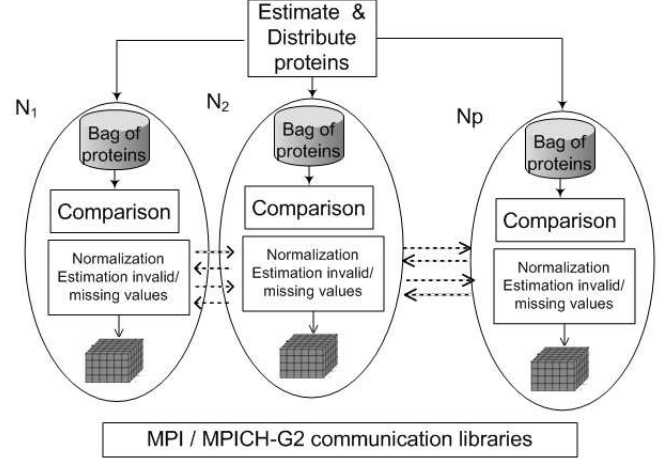 Estimate &
Distribute
proteins
N1
N2
Np
Bag of
proteins
Bag of
proteins
Bag of
proteins
Comparison
Comparison
Comparison
Normalization
Estimation invalid/
missing values
Normalization
Estimation invalid/
missing values
Normalization
Estimation invalid/
missing values
MPI / MPICH-G2 communication libraries